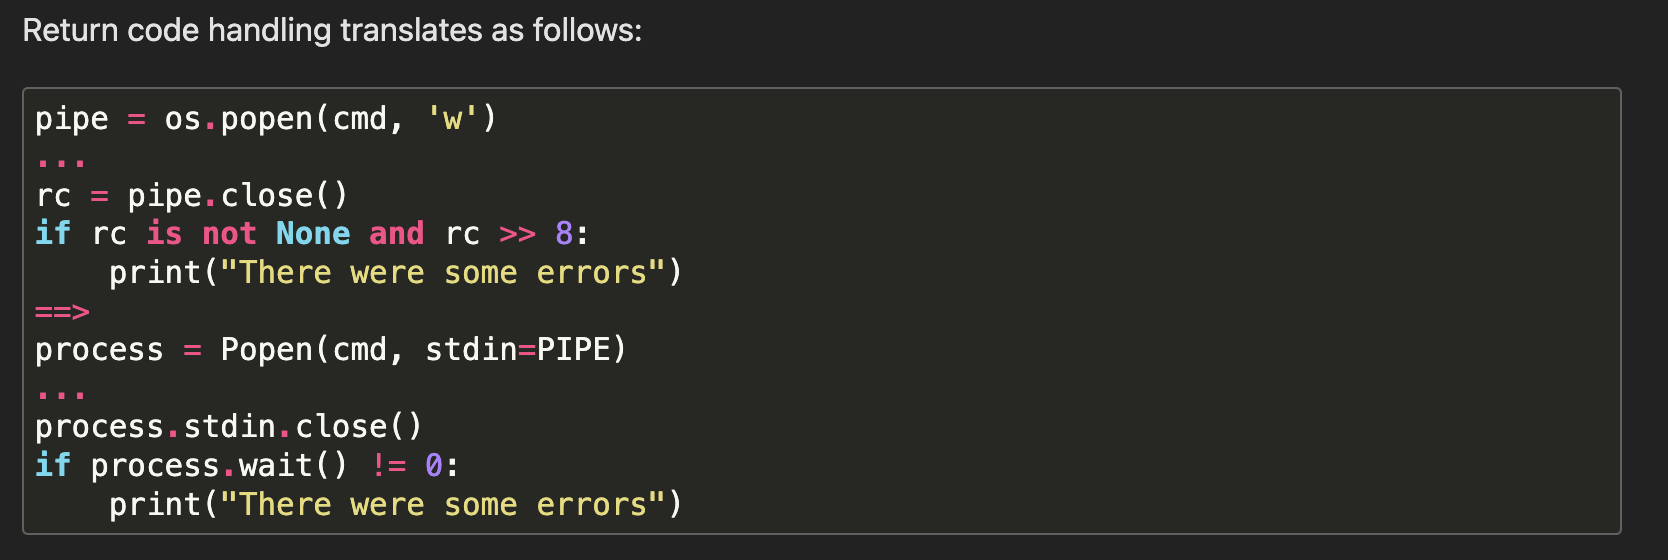 Return code handling translates as follows:
pipe = os.popen(cmd, 'w')
...
rc = pipe.close()
if rc is not None and rc >> 8:
    print("There were some errors")
==>
process = Popen(cmd, stdin=PIPE)
...
process.stdin.close()
if process.wait() != 0:
    print("There were some errors")